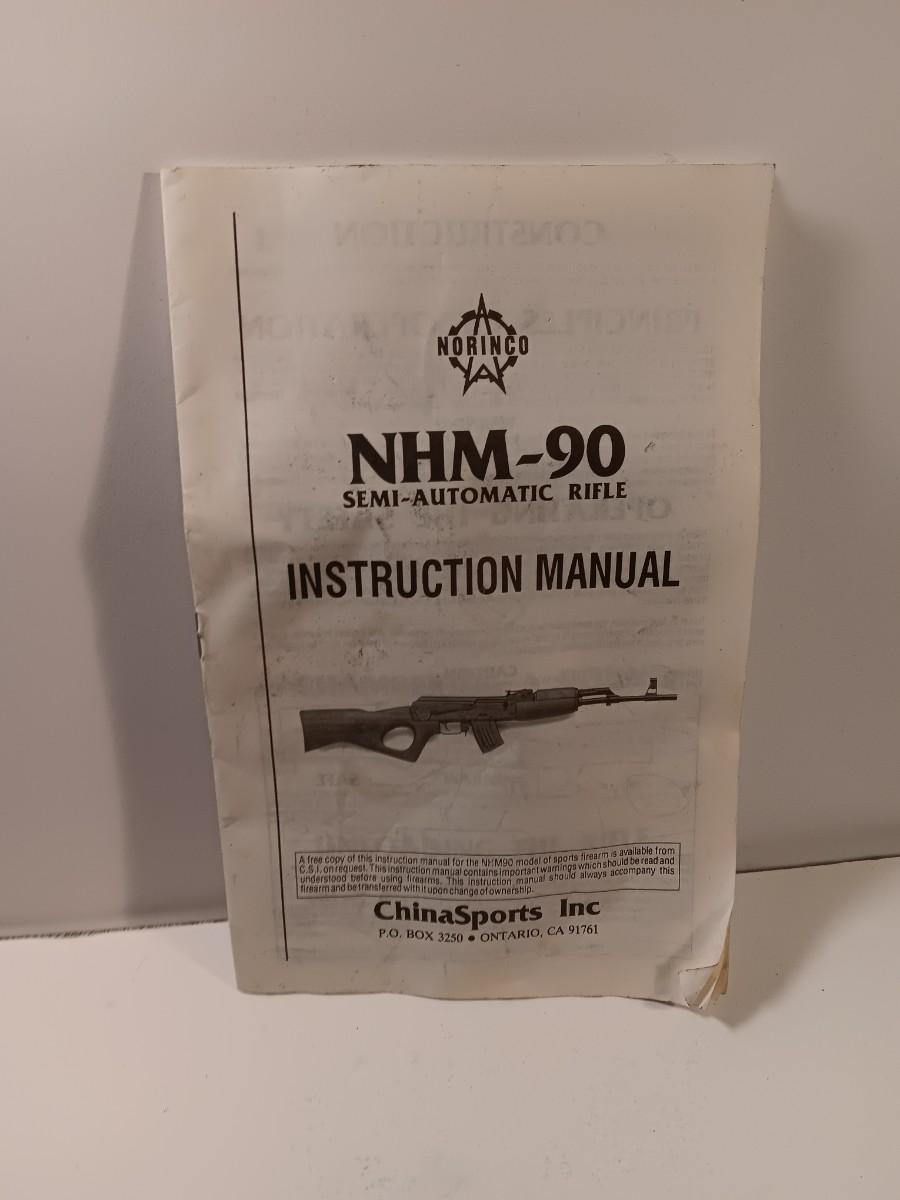 NORINCO
NHM-90
SEMI-AUTOMATIC RIFLE
INSTRUCTION MANUAL
A free copy of this instruction manual for the NHM90 model of sports firearm is available from
C.S.I. on request. This instruction manual contains important warnings which should be read and
understood before using firearms. This instruction manual should always accompany this
firearm and be transferred with it upon change of ownership.
ChinaSports Inc
P.O. BOX 3250 • ONTARIO, CA 91761